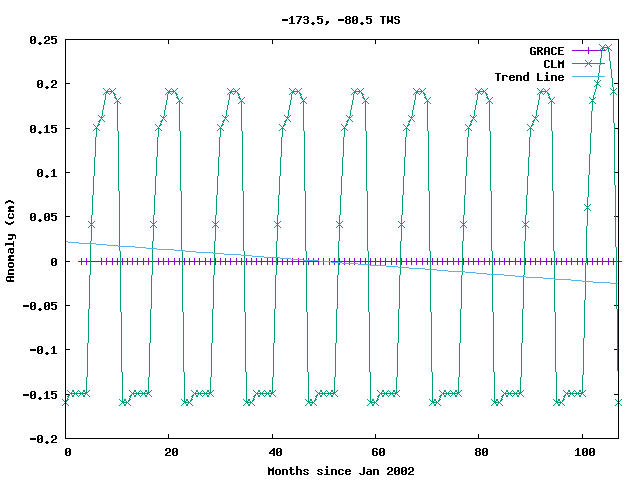 -173.5, -80.5 TWS
GRACE
CLM
Trend Line
0.25
0.2
0.15
0.1
0.05
0
-0.05
-0.1
-0.15
-0.2
Anomaly (cm)
0 20 40 60 80 100
Months since Jan 2002